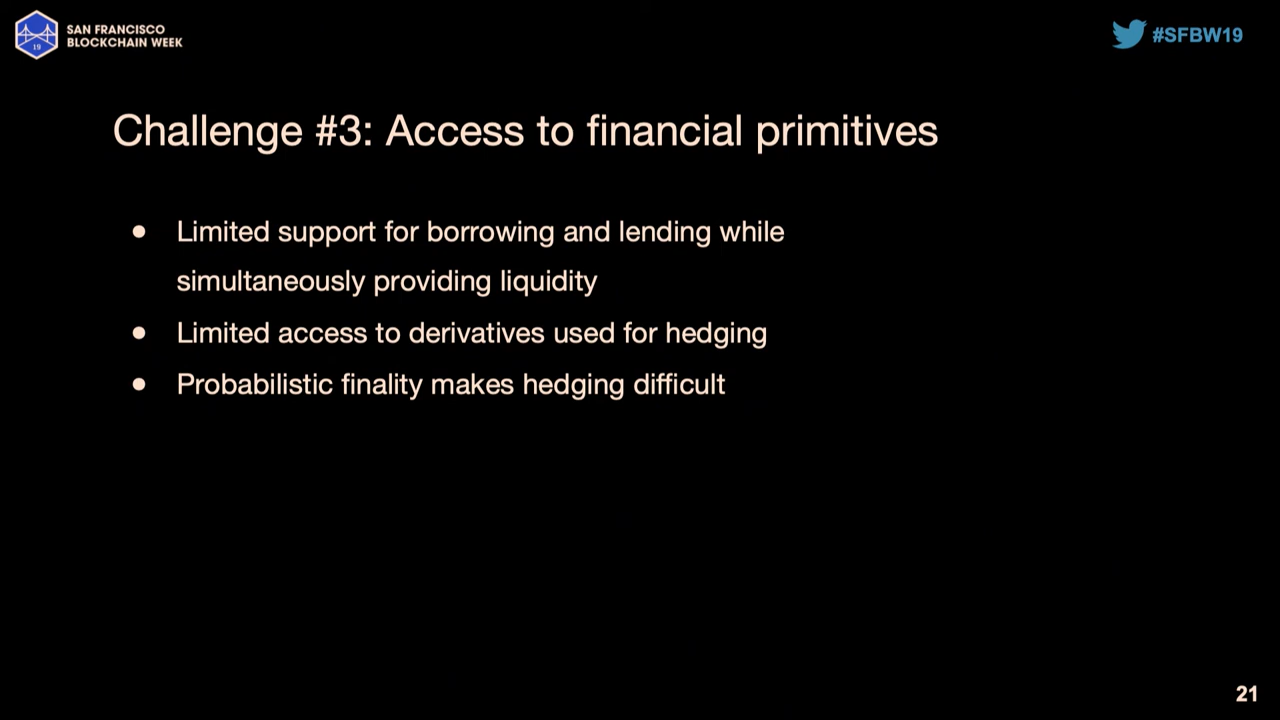 SAN FRANCISCO
BLOCKCHAIN WEEK
19
#SFBW19
Challenge #3: Access to financial primitives
● Limited support for borrowing and lending while
simultaneously providing liquidity
● Limited access to derivatives used for hedging
● Probabilistic finality makes hedging difficult
21